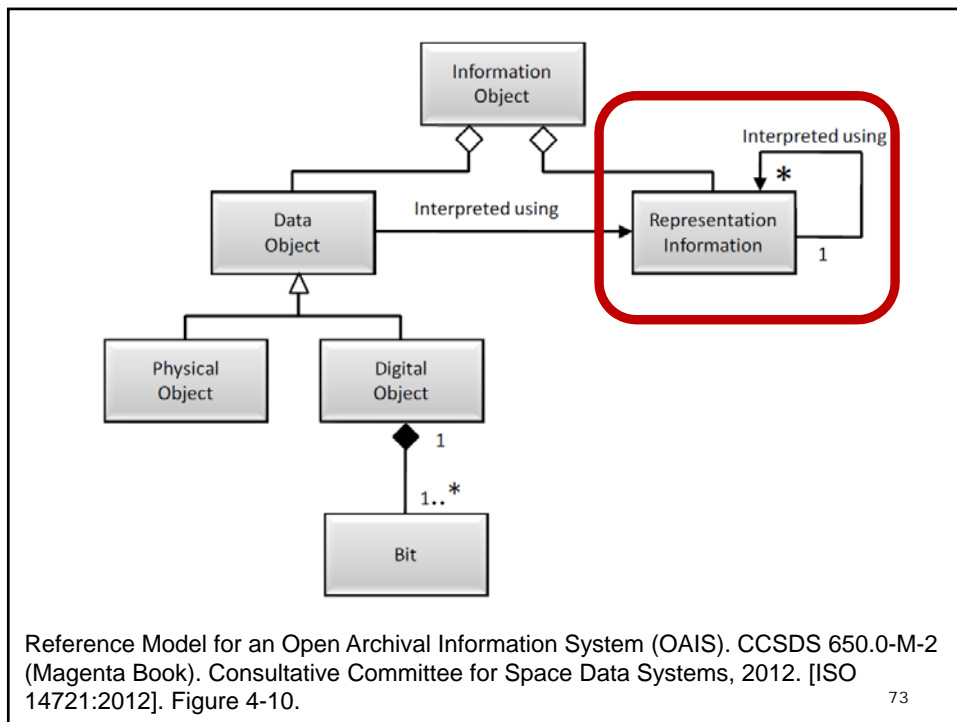 Information
Object
Interpreted using
*
Data
Object
Interpreted using
Representation
Information
1
Physical
Object
Digital
Object
1
1..*
Bit
Reference Model for an Open Archival Information System (OAIS). CCSDS 650.0-M-2
(Magenta Book). Consultative Committee for Space Data Systems, 2012. [ISO
14721:2012]. Figure 4-10.
73